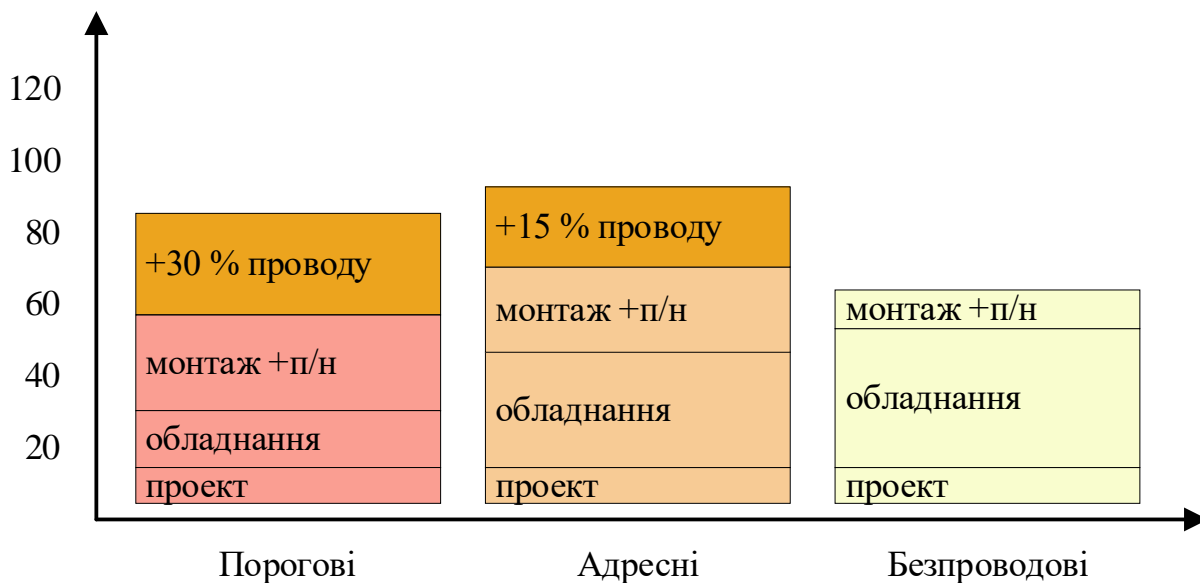 120
100
80
60
40
20
+30 % проводу
монтаж +п/н
обладнання
проект
+15 % проводу
монтаж +п/н
обладнання
проект
монтаж +п/н
обладнання
проект
Порогові
Адресні
Безпроводові